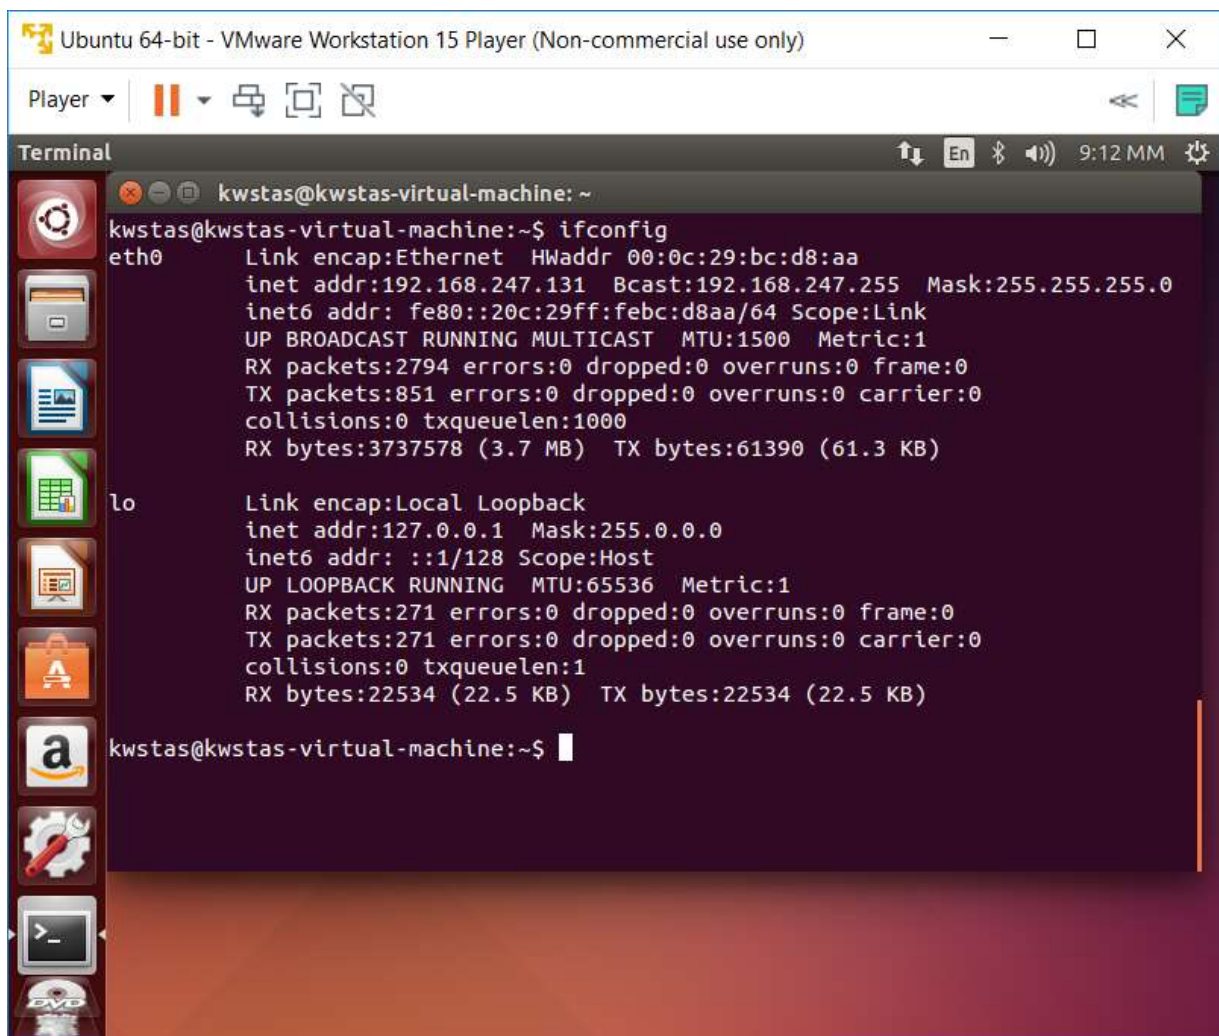 Ubuntu 64-bit - VMware Workstation 15 Player (Non-commercial use only)
Player
Terminal En 9:12 MM
kwstas@kwstas-virtual-machine: ~
kwstas@kwstas-virtual-machine:~$ ifconfig
eth0      Link encap:Ethernet  HWaddr 00:0c:29:bc:d8:aa
          inet addr:192.168.247.131  Bcast:192.168.247.255  Mask:255.255.255.0
          inet6 addr: fe80::20c:29ff:febc:d8aa/64 Scope:Link
          UP BROADCAST RUNNING MULTICAST  MTU:1500  Metric:1
          RX packets:2794 errors:0 dropped:0 overruns:0 frame:0
          TX packets:851 errors:0 dropped:0 overruns:0 carrier:0
          collisions:0 txqueuelen:1000
          RX bytes:3737578 (3.7 MB)  TX bytes:61390 (61.3 KB)
lo        Link encap:Local Loopback
          inet addr:127.0.0.1  Mask:255.0.0.0
          inet6 addr: ::1/128 Scope:Host
          UP LOOPBACK RUNNING  MTU:65536  Metric:1
          RX packets:271 errors:0 dropped:0 overruns:0 frame:0
          TX packets:271 errors:0 dropped:0 overruns:0 carrier:0
          collisions:0 txqueuelen:1
          RX bytes:22534 (22.5 KB)  TX bytes:22534 (22.5 KB)
kwstas@kwstas-virtual-machine:~$
DVD